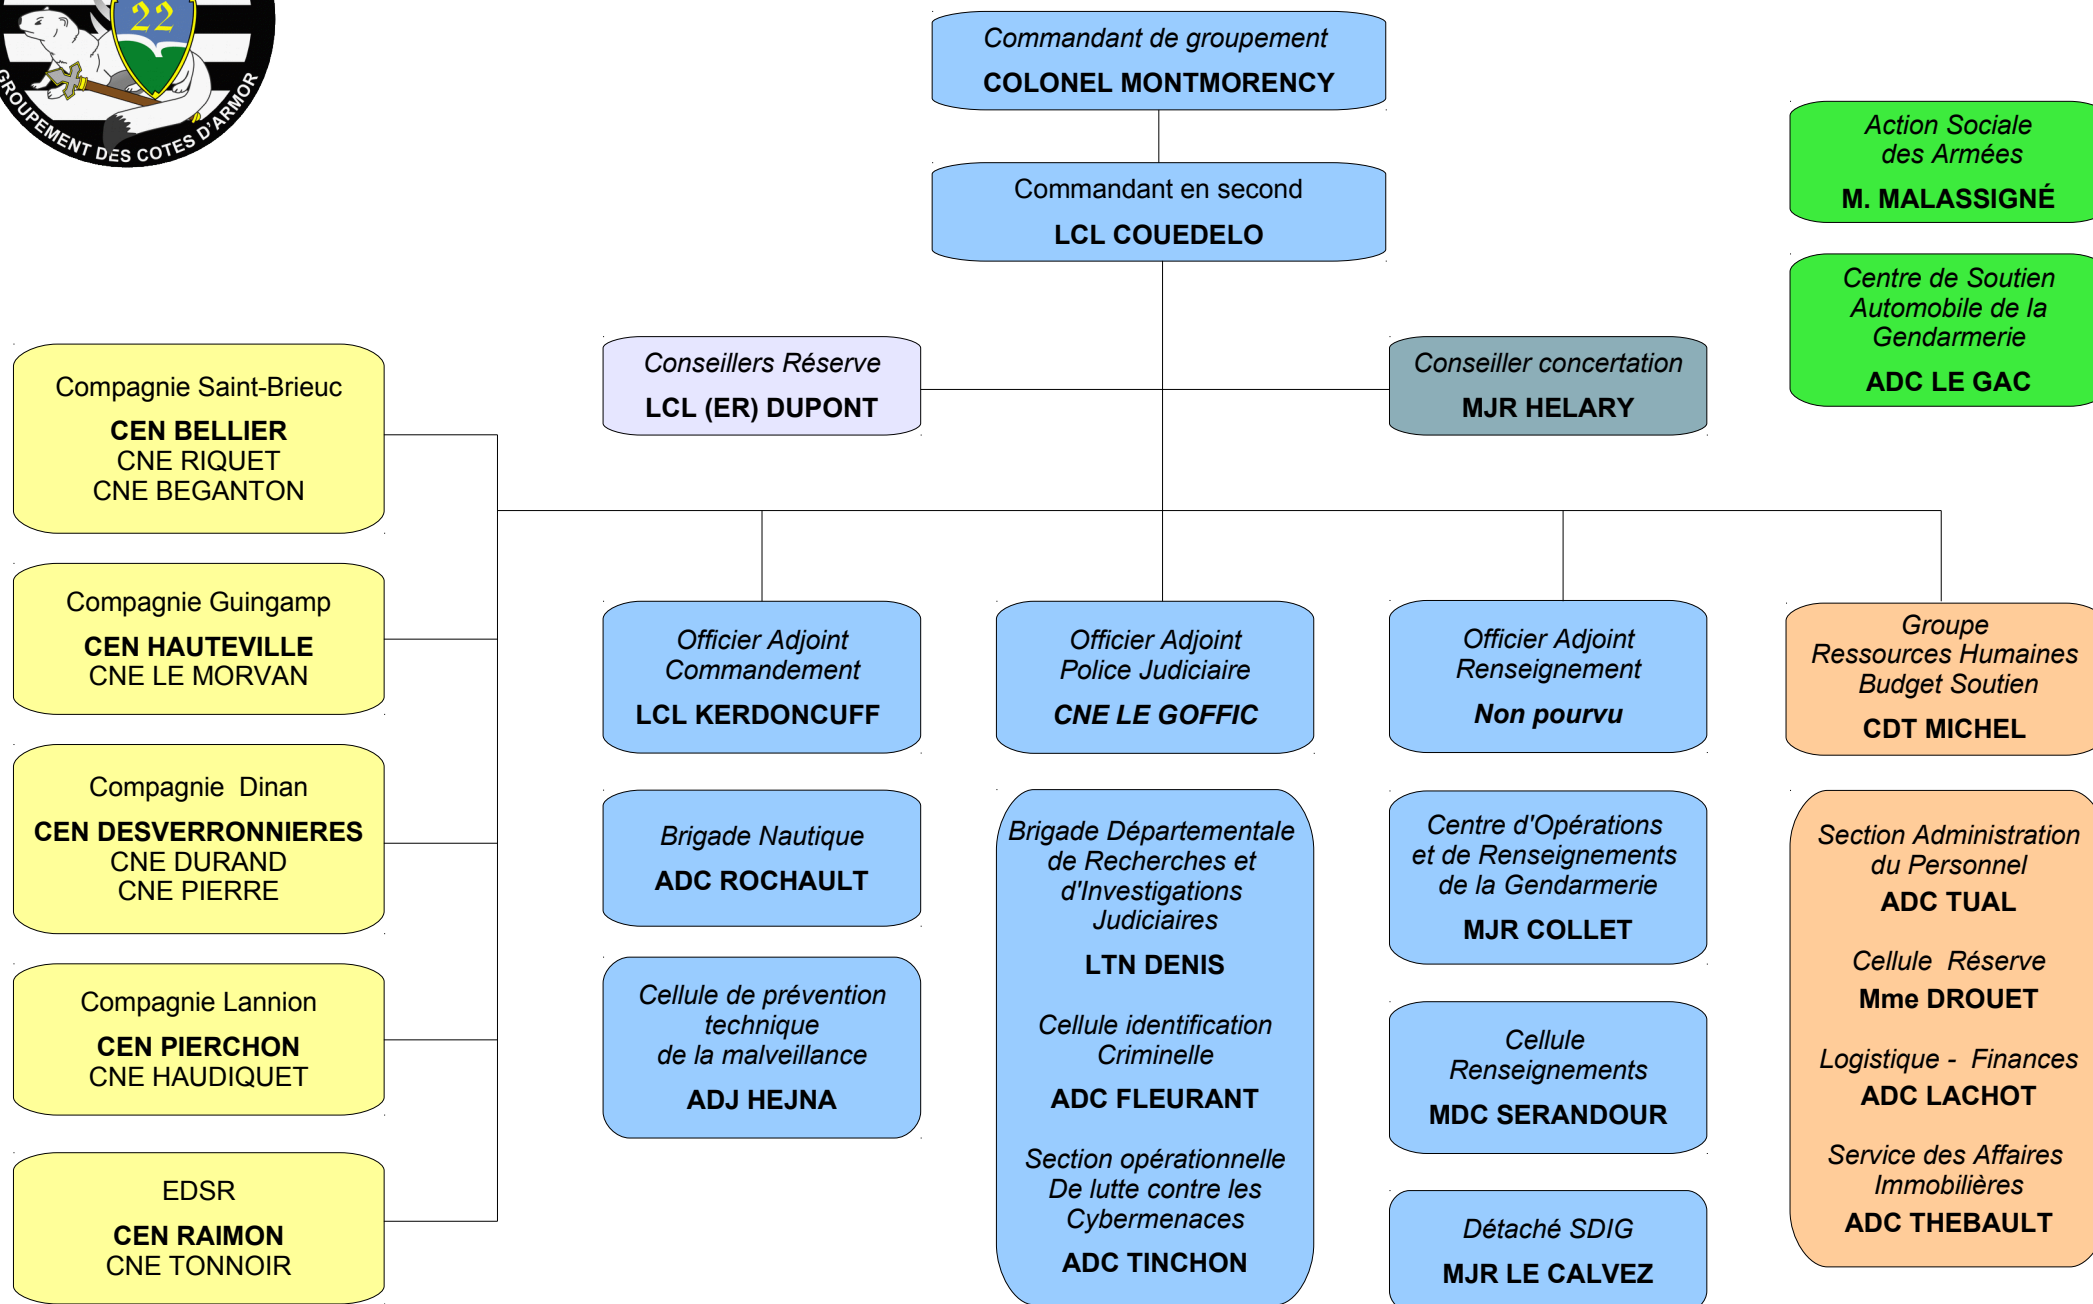 22
GROUPEMENT DES COTES D'ARMOR
Commandant de groupement
COLONEL MONTMORENCY
Commandant en second
LCL COUEDELO
Action Sociale
des Armées
M. MALASSIGNÉ
Centre de Soutien
Automobile de la
Gendarmerie
ADC LE GAC
Conseillers Réserve
LCL (ER) DUPONT
Conseiller concertation
MJR HELARY
Compagnie Saint-Brieuc
CEN BELLIER
CNE RIQUET
CNE BEGANTON
Compagnie Guingamp
CEN HAUTEVILLE
CNE LE MORVAN
Compagnie Dinan
CEN DESVERRONNIERES
CNE DURAND
CNE PIERRE
Compagnie Lannion
CEN PIERCHON
CNE HAUDIQUET
EDSR
CEN RAIMON
CNE TONNOIR
Officier Adjoint
Commandement
LCL KERDONCUFF
Brigade Nautique
ADC ROCHAULT
Cellule de prévention
technique
de la malveillance
ADJ HEJNA
Officier Adjoint
Police Judiciaire
CNE LE GOFFIC
Brigade Départementale
de Recherches et
d'Investigations
Judiciaires
LTN DENIS
Cellule identification
Criminelle
ADC FLEURANT
Section opérationnelle
De lutte contre les
Cybermenaces
ADC TINCHON
Officier Adjoint
Renseignement
Non pourvu
Centre d'Opérations
et de Renseignements
de la Gendarmerie
MJR COLLET
Cellule
Renseignements
MDC SERANDOUR
Détaché SDIG
MJR LE CALVEZ
Groupe
Ressources Humaines
Budget Soutien
CDT MICHEL
Section Administration
du Personnel
ADC TUAL
Cellule Réserve
Mme DROUET
Logistique - Finances
ADC LACHOT
Service des Affaires
Immobilières
ADC THEBAULT